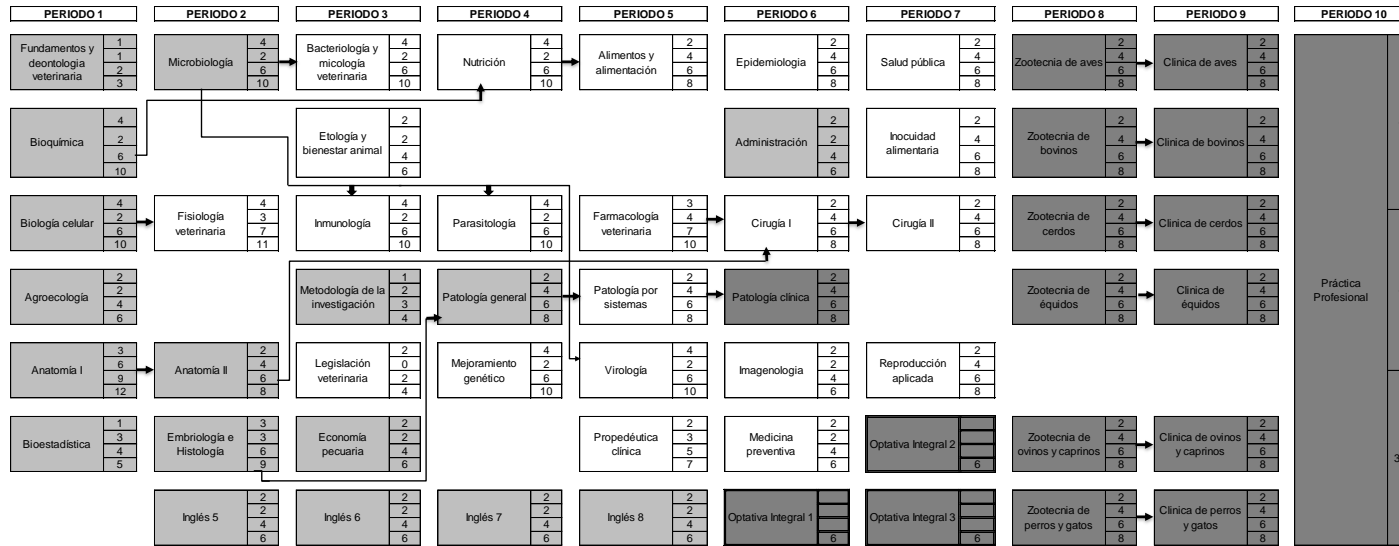 PERIODO 1
PERIODO 2
PERIODO 3
PERIODO 4
PERIODO 5
PERIODO 6
PERIODO 7
PERIODO 8
PERIODO 9
PERIODO 10
Fundamentos y
deontologia
veterinaria
1
1
2
3
Microbiología
4
2
6
10
Bacteriología y
micología
veterinaria
4
2
6
10
Nutrición
4
2
6
10
Alimentos y
alimentación
2
4
6
8
Epidemiologia
2
4
6
8
Salud pública
2
4
6
8
Zootecnia de aves
2
4
6
8
Clinica de aves
2
4
6
8
Bioquímica
4
2
6
10
Etología y
bienestar animal
2
2
4
6
Administración
2
2
4
6
Inocuidad
alimentaria
2
4
6
8
Zootecnia de
bovinos
2
4
6
8
Clinica de bovinos
2
4
6
8
Biología celular
4
2
6
10
Fisiología
veterinaria
4
3
7
11
Inmunología
4
2
6
10
Parasitología
4
2
6
10
Farmacología
veterinaria
3
4
7
10
Cirugía I
2
4
6
8
Cirugía II
2
4
6
8
Zootecnia de
cerdos
2
4
6
8
Clinica de cerdos
2
4
6
8
Agroecología
2
2
4
6
Metodología de la
investigación
1
2
3
4
Patología general
2
4
6
8
Patología por
sistemas
2
4
6
8
Patología clínica
2
4
6
8
Zootecnia de
équidos
2
4
6
8
Clinica de
équidos
2
4
6
8
Práctica
Profesional
Anatomía I
3
6
9
12
Anatomía II
2
4
6
8
Legislación
veterinaria
2
0
2
4
Mejoramiento
genético
4
2
6
10
Virología
4
2
6
10
Imagenologia
2
2
4
6
Reproducción
aplicada
2
4
6
8
Bioestadística
1
3
4
5
Embriología e
Histología
3
3
6
9
Economía
pecuaria
2
2
4
6
Propedéutica
clínica
2
3
5
7
Medicina
preventiva
2
2
4
6
Optativa Integral 2
6
Zootecnia de
ovinos y caprinos
2
4
6
8
Clinica de ovinos
y caprinos
2
4
6
8
Inglés 5
2
2
4
6
Inglés 6
2
2
4
6
Inglés 7
2
2
4
6
Inglés 8
2
2
4
6
Optativa Integral 1
6
Optativa Integral 3
6
Zootecnia de
perros y gatos
2
4
6
8
Clinica de perros
y gatos
2
4
6
8